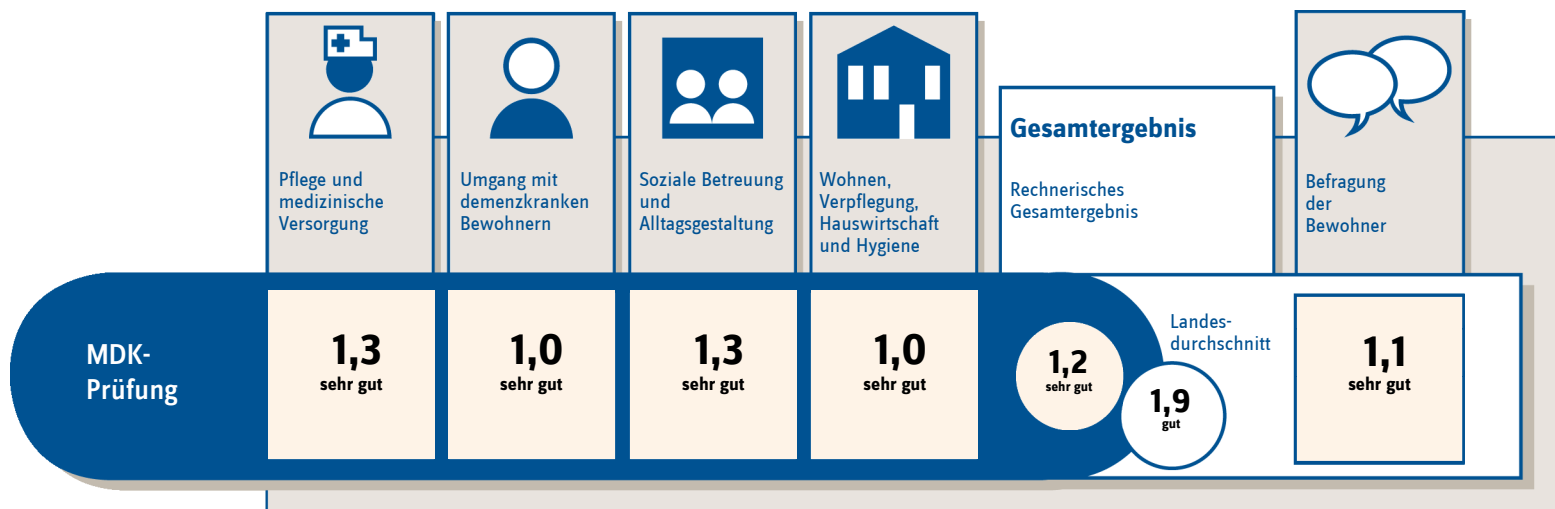 Pflege und
medizinische
Versorgung
Umgang mit
demenzkranken
Bewohnern
Soziale Betreuung
und
Alltagsgestaltung
Wohnen,
Verpflegung,
Hauswirtschaft
und Hygiene
Gesamtergebnis
Rechnerisches
Gesamtergebnis
Befragung
der
Bewohner
MDK-
Prüfung
1,3
sehr gut
1,0
sehr gut
1,3
sehr gut
1,0
sehr gut
1,2
sehr gut
Landes-
durchschnitt
1,9
gut
1,1
sehr gut